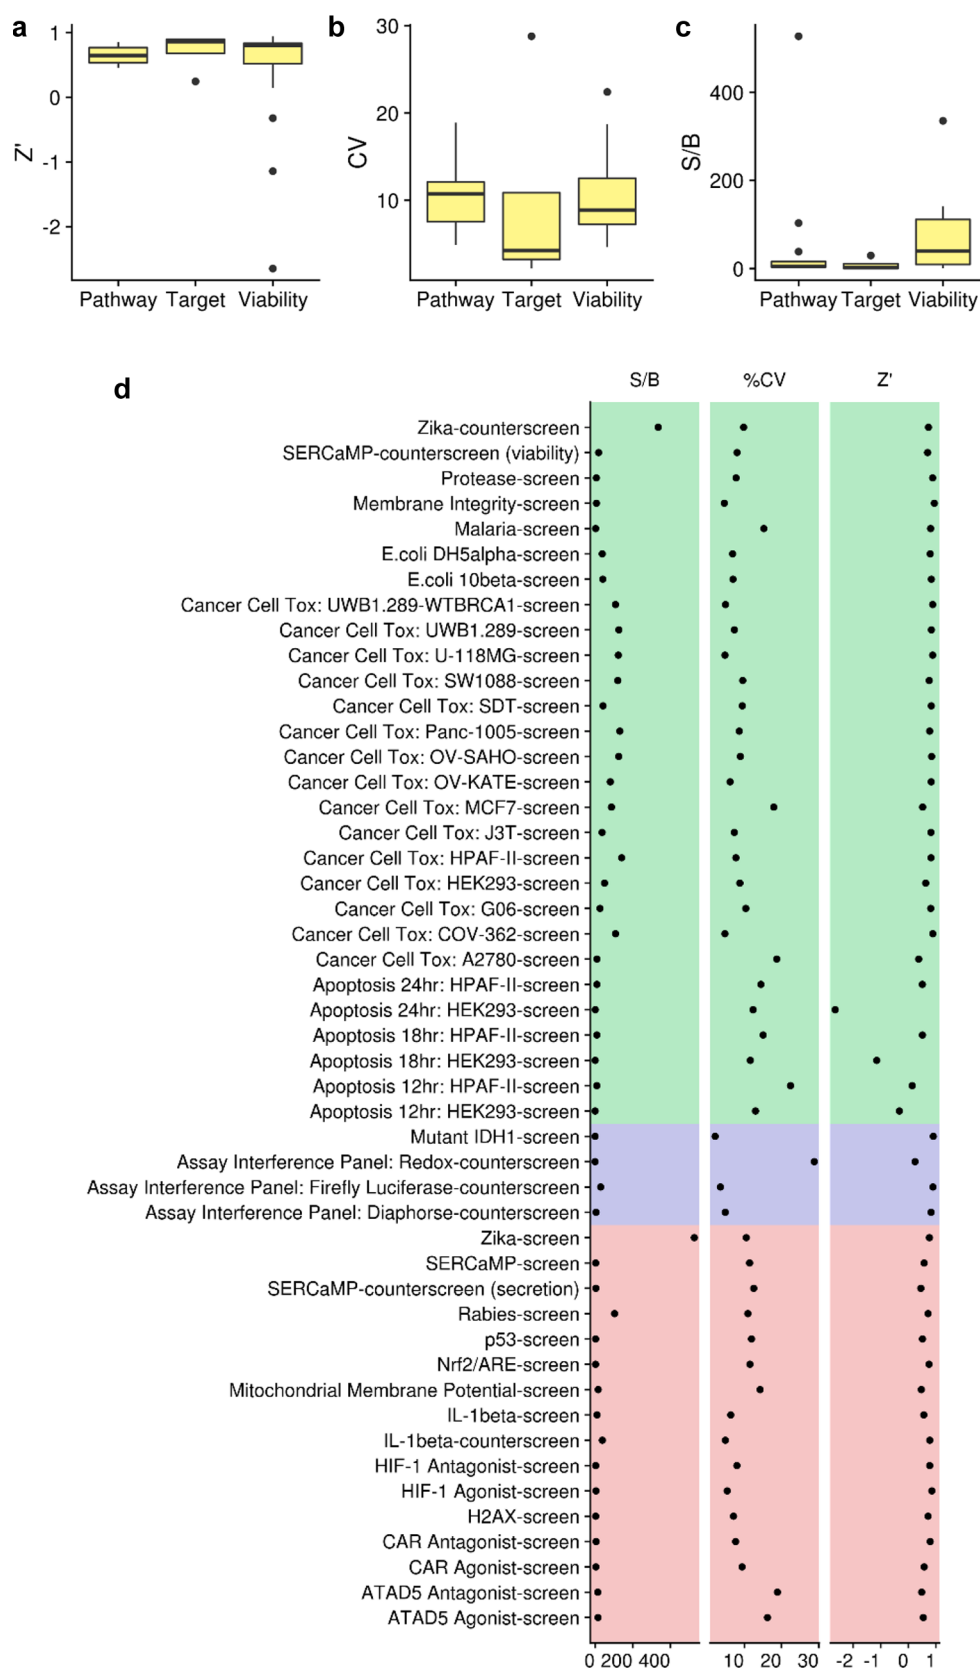 a
b
c
1
0
-1
-2
Z'
Pathway Target Viability
30
20
10
CV
Pathway Target Viability
400
200
0
S/B
Pathway Target Viability
d
S/B %CV Z'
Zika-counterscreen
SERCaMP-counterscreen (viability)
Protease-screen
Membrane Integrity-screen
Malaria-screen
E.coli DH5alpha-screen
E.coli 10beta-screen
Cancer Cell Tox: UWB1.289-WTBRCA1-screen
Cancer Cell Tox: UWB1.289-screen
Cancer Cell Tox: U-118MG-screen
Cancer Cell Tox: SW1088-screen
Cancer Cell Tox: SDT-screen
Cancer Cell Tox: Panc-1005-screen
Cancer Cell Tox: OV-SAHO-screen
Cancer Cell Tox: OV-KATE-screen
Cancer Cell Tox: MCF7-screen
Cancer Cell Tox: J3T-screen
Cancer Cell Tox: HPAF-II-screen
Cancer Cell Tox: HEK293-screen
Cancer Cell Tox: G06-screen
Cancer Cell Tox: COV-362-screen
Cancer Cell Tox: A2780-screen
Apoptosis 24hr: HPAF-II-screen
Apoptosis 24hr: HEK293-screen
Apoptosis 18hr: HPAF-II-screen
Apoptosis 18hr: HEK293-screen
Apoptosis 12hr: HPAF-II-screen
Apoptosis 12hr: HEK293-screen
Mutant IDH1-screen
Assay Interference Panel: Redox-counterscreen
Assay Interference Panel: Firefly Luciferase-counterscreen
Assay Interference Panel: Diaphorse-counterscreen
Zika-screen
SERCaMP-screen
SERCaMP-counterscreen (secretion)
Rabies-screen
p53-screen
Nrf2/ARE-screen
Mitochondrial Membrane Potential-screen
IL-1beta-screen
IL-1beta-counterscreen
HIF-1 Antagonist-screen
HIF-1 Agonist-screen
H2AX-screen
CAR Antagonist-screen
CAR Agonist-screen
ATAD5 Antagonist-screen
ATAD5 Agonist-screen
0 200 400 10 20 30 -2 -1 0 1